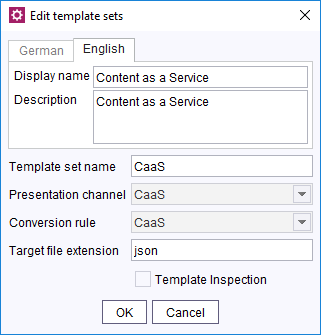 Edit template sets
German English
Display name Content as a Service
Description Content as a Service
Template set name CaaS
Presentation channel CaaS
Conversion rule CaaS
Target file extension json
Template Inspection
OK Cancel